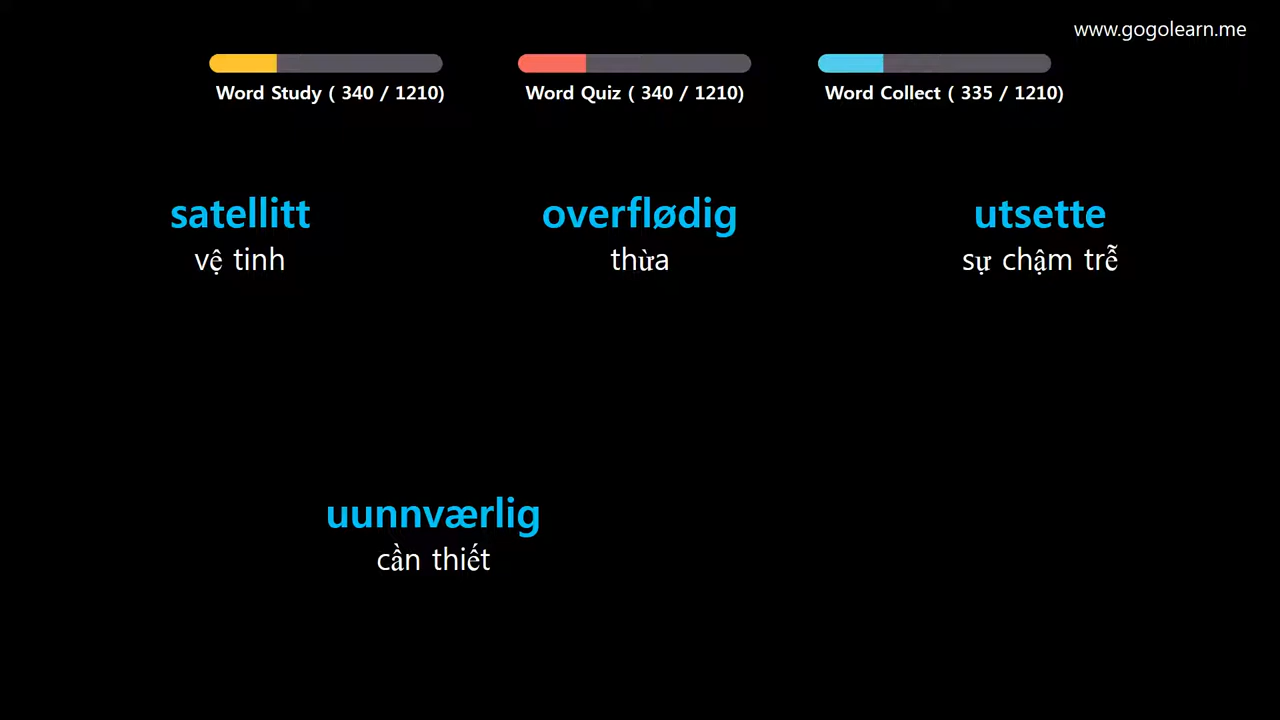 www.gogolearn.me
Word Study ( 340 / 1210)
Word Quiz ( 340 / 1210)
Word Collect ( 335 / 1210)
satellitt
vệ tinh
overflødig
thừa
utsette
sự chậm trễ
uunnværlig
cần thiết